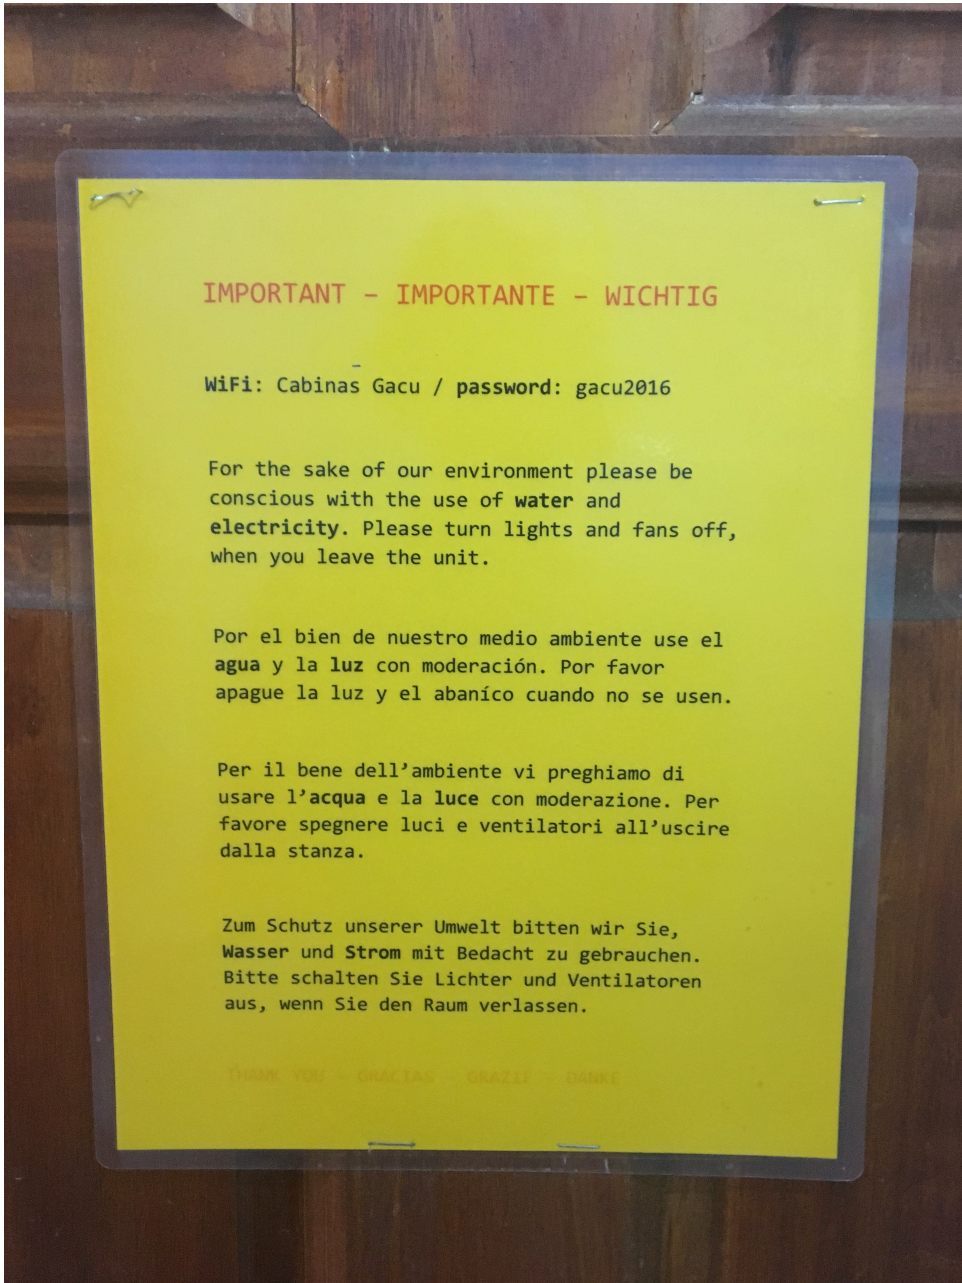 IMPORTANT – IMPORTANTE – WICHTIG
WiFi: Cabinas Gacu / password: gacu2016
For the sake of our environment please be
conscious with the use of water and
electricity. Please turn lights and fans off,
when you leave the unit.
Por el bien de nuestro medio ambiente use el
agua y la luz con moderación. Por favor
apague la luz y el abaníco cuando no se usen.
Per il bene dell’ambiente vi preghiamo di
usare l’acqua e la luce con moderazione. Per
favore spegnere luci e ventilatori all’uscire
dalla stanza.
Zum Schutz unserer Umwelt bitten wir Sie,
Wasser und Strom mit Bedacht zu gebrauchen.
Bitte schalten Sie Lichter und Ventilatoren
aus, wenn Sie den Raum verlassen.
THANK YOU – GRACIAS – GRAZIE – DANKE